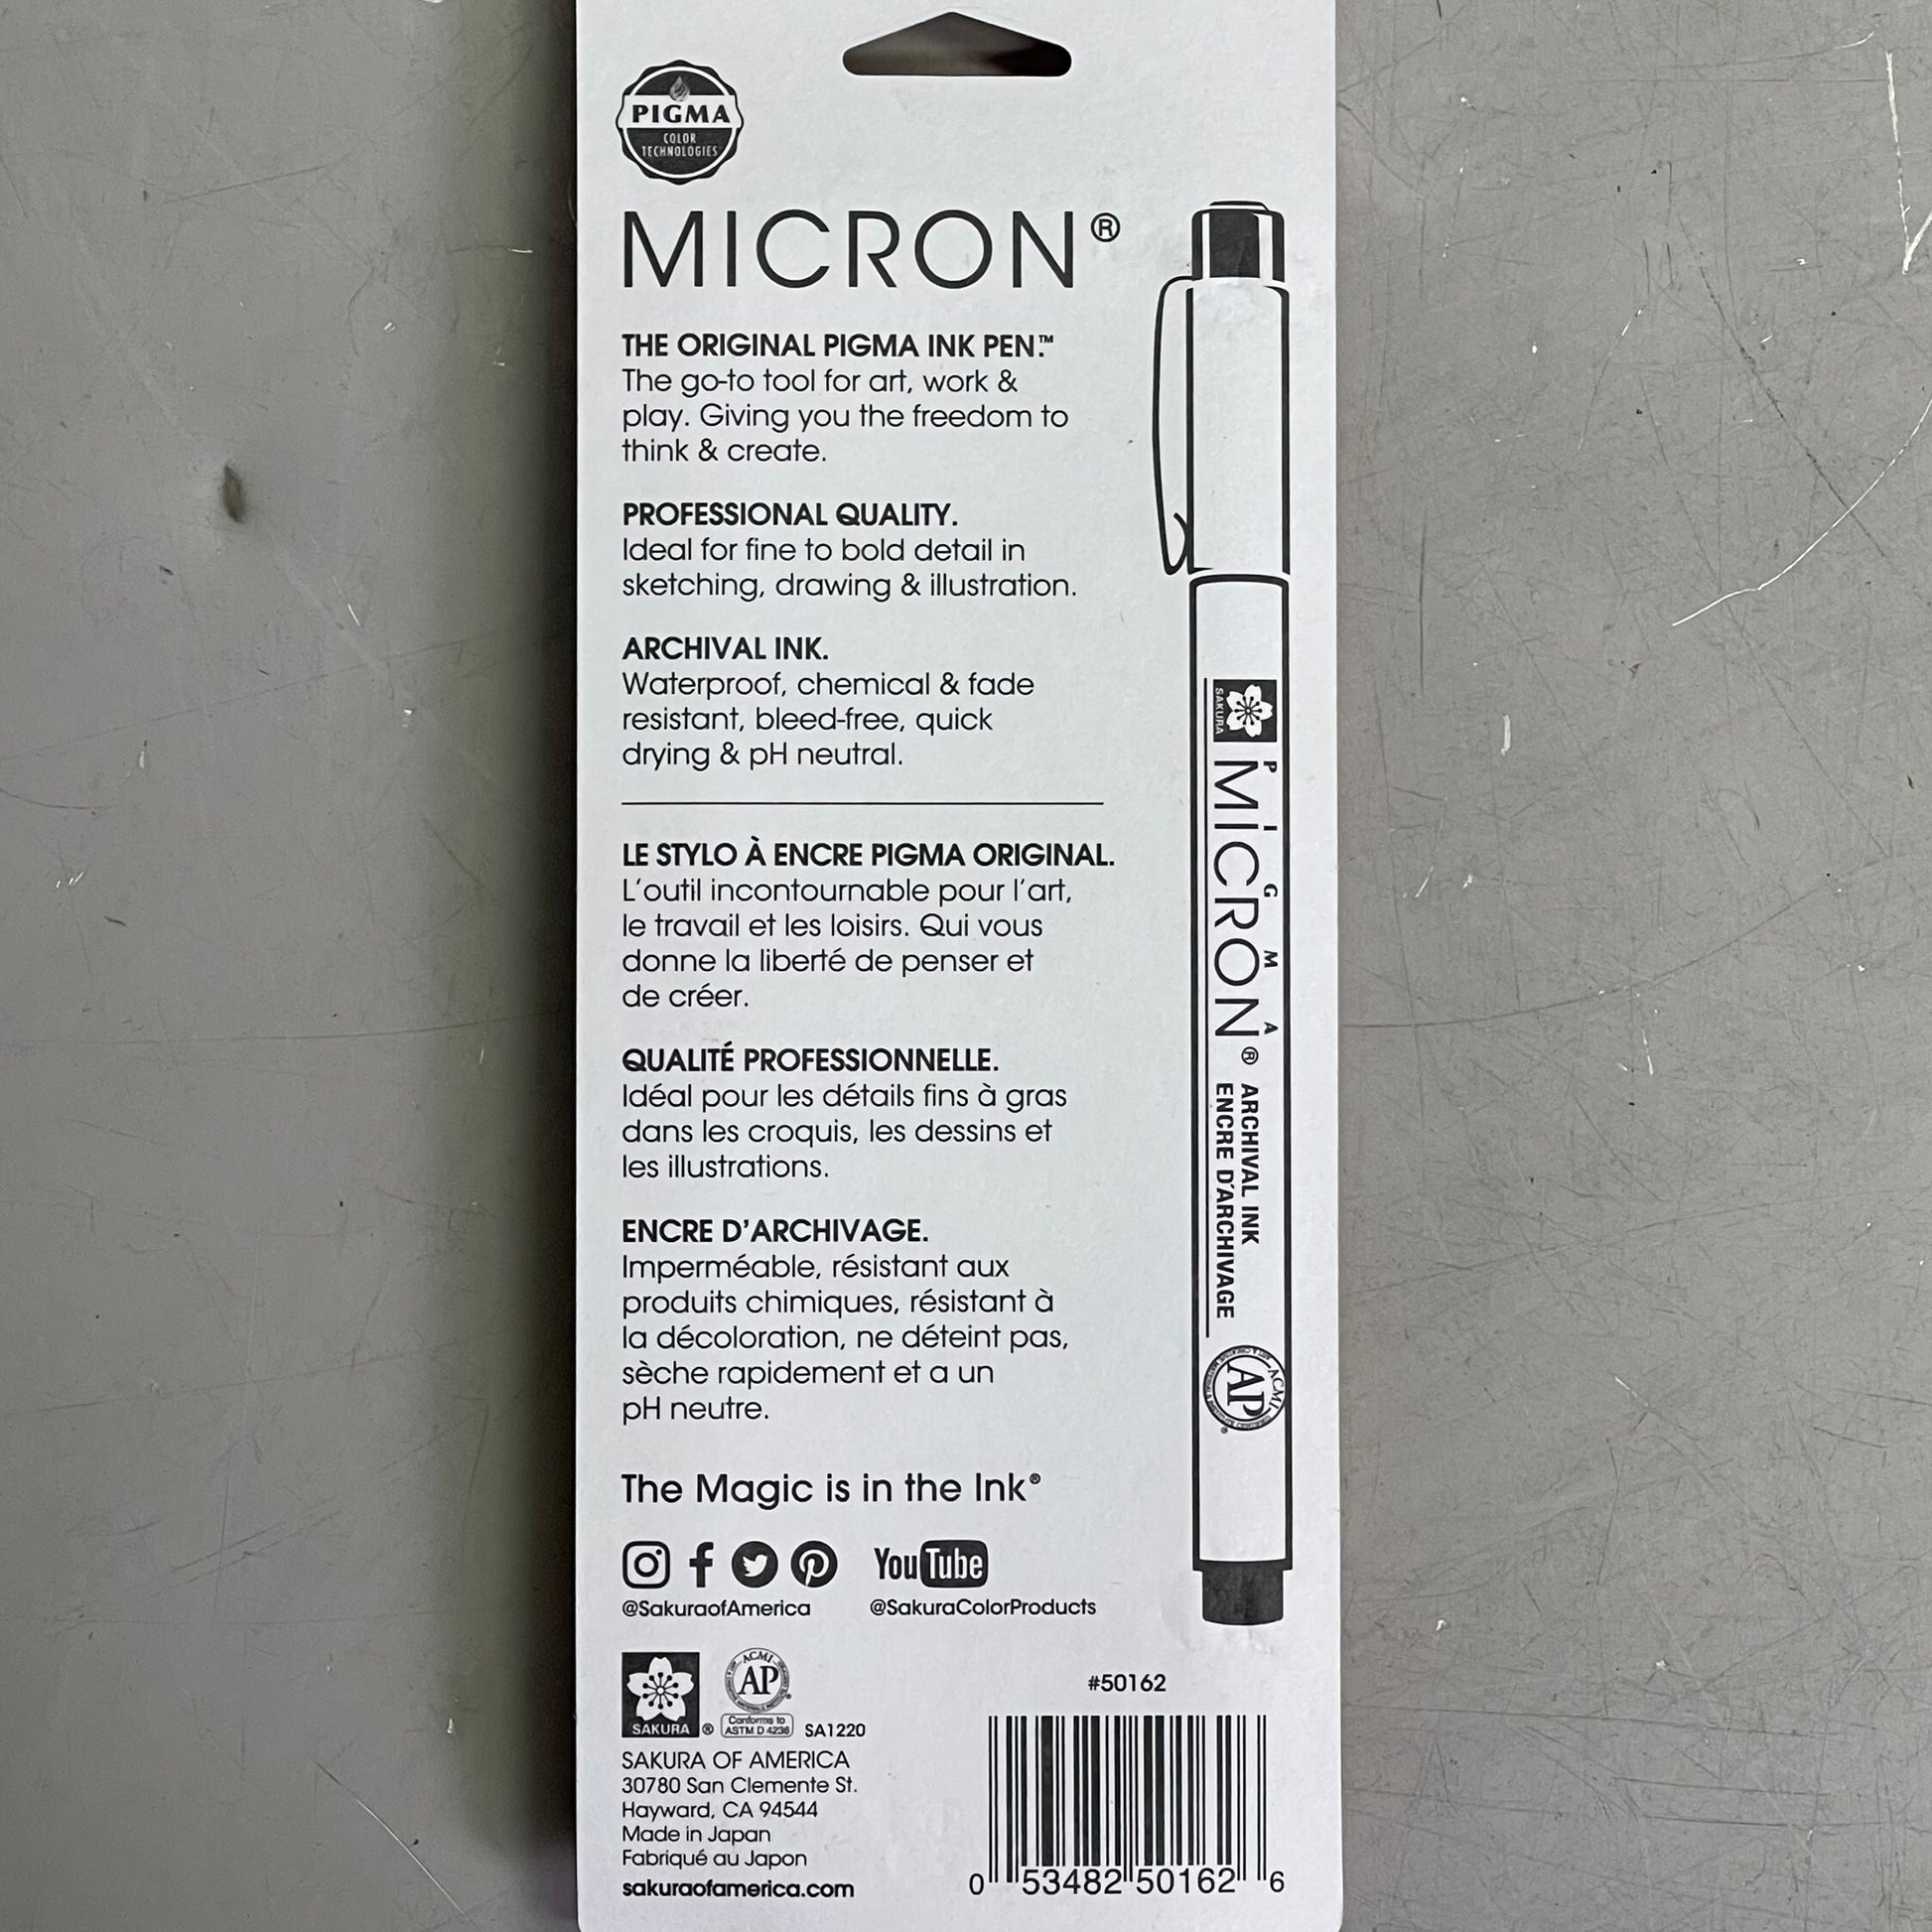 PIGMA
COLOR
TECHNOLOGIES
MICRON®
THE ORIGINAL PIGMA INK PEN.™
The go-to tool for art, work &
play. Giving you the freedom to
think & create.
PROFESSIONAL QUALITY.
Ideal for fine to bold detail in
sketching, drawing & illustration.
ARCHIVAL INK.
Waterproof, chemical & fade
resistant, bleed-free, quick
drying & pH neutral.
LE STYLO À ENCRE PIGMA ORIGINAL.
L'outil incontournable pour l'art,
le travail et les loisirs. Qui vous
donne la liberté de penser et
de créer.
QUALITÉ PROFESSIONNELLE.
Idéal pour les détails fins à gras
dans les croquis, les dessins et
les illustrations.
ENCRE D'ARCHIVAGE.
Imperméable, résistant aux
produits chimiques, résistant à
la décoloration, ne déteint pas,
sèche rapidement et a un
pH neutre.
The Magic is in the Ink®
YouTube
@SakuraofAmerica
@SakuraColorProducts
SAKURA ®
ACMI
AP
Conforms to
ASTM D 4236
SA1220
SAKURA OF AMERICA
30780 San Clemente St.
Hayward, CA 94544
Made in Japan
Fabriqué au Japon
sakuraofamerica.com
#50162
0 53482 50162 6
SAKURA
PIGMA
MICRON®
ARCHIVAL INK
ENCRE D'ARCHIVAGE
ACMI
AP